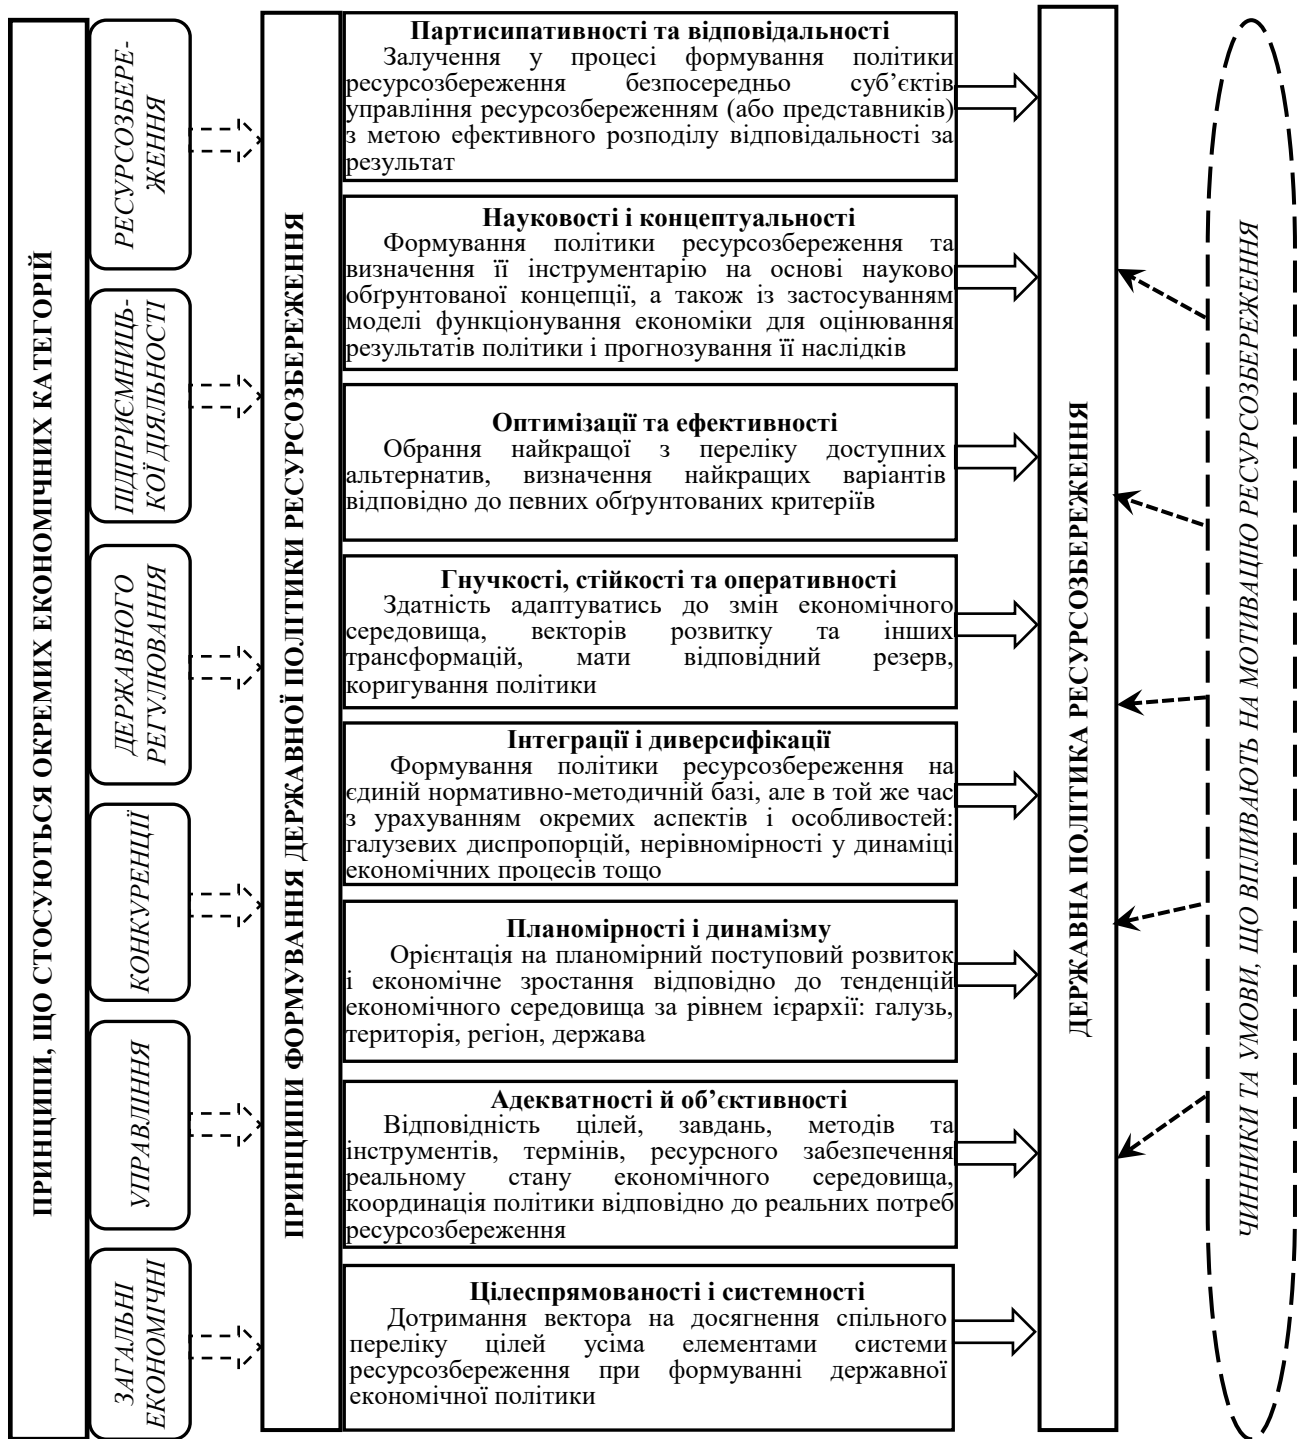 ПРИНЦИПИ, ЩО СТОСУЮТЬСЯ ОКРЕМИХ ЕКОНОМІЧНИХ КАТЕГОРІЙ
РЕСУРСОЗБЕРЕ-
ЖЕННЯ
ПІДПРИЄМНИЦЬ-
КОЇ ДІЯЛЬНОСТІ
ДЕРЖАВНОГО
РЕГУЛЮВАННЯ
КОНКУРЕНЦІЇ
УПРАВЛІННЯ
ЗАГАЛЬНІ
ЕКОНОМІЧНІ
ПРИНЦИПИ ФОРМУВАННЯ ДЕРЖАВНОЇ ПОЛІТИКИ РЕСУРСОЗБЕРЕЖЕННЯ
Партисипативності та відповідальності
Залучення у процесі формування політики
ресурсозбереження безпосередньо суб’єктів
управління ресурсозбереженням (або представників)
з метою ефективного розподілу відповідальності за
результат
Науковості і концептуальності
Формування політики ресурсозбереження та
визначення її інструментарію на основі науково
обґрунтованої концепції, а також із застосуванням
моделі функціонування економіки для оцінювання
результатів політики і прогнозування її наслідків
Оптимізації та ефективності
Обрання найкращої з переліку доступних
альтернатив, визначення найкращих варіантів
відповідно до певних обґрунтованих критеріїв
Гнучкості, стійкості та оперативності
Здатність адаптуватись до змін економічного
середовища, векторів розвитку та інших
трансформацій, мати відповідний резерв,
коригування політики
Інтеграції і диверсифікації
Формування політики ресурсозбереження на
єдиній нормативно-методичній базі, але в той же час
з урахуванням окремих аспектів і особливостей:
галузевих диспропорцій, нерівномірності у динаміці
економічних процесів тощо
Планомірності і динамізму
Орієнтація на планомірний поступовий розвиток
і економічне зростання відповідно до тенденцій
економічного середовища за рівнем ієрархії: галузь,
територія, регіон, держава
Адекватності й об’єктивності
Відповідність цілей, завдань, методів та
інструментів, термінів, ресурсного забезпечення
реальному стану економічного середовища,
координація політики відповідно до реальних потреб
ресурсозбереження
Цілеспрямованості і системності
Дотримання вектора на досягнення спільного
переліку цілей усіма елементами системи
ресурсозбереження при формуванні державної
економічної політики
ДЕРЖАВНА ПОЛІТИКА РЕСУРСОЗБЕРЕЖЕННЯ
ЧИННИКИ ТА УМОВИ, ЩО ВПЛИВАЮТЬ НА МОТИВАЦІЮ РЕСУРСОЗБЕРЕЖЕННЯ